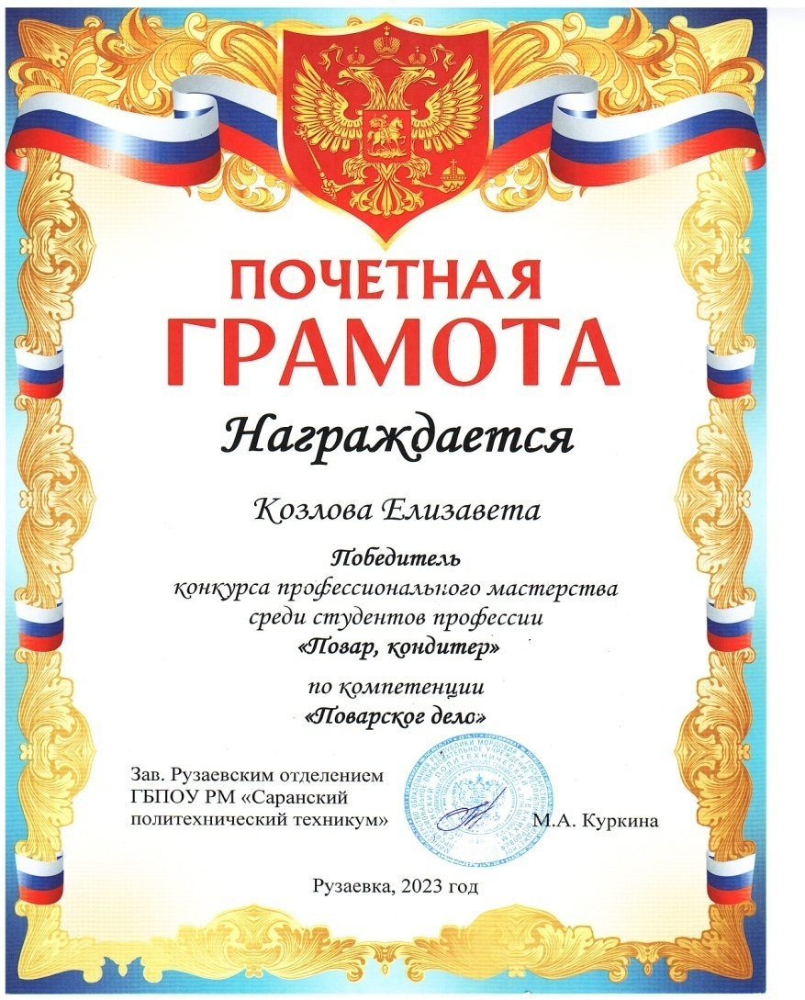 ПОЧЕТНАЯ
ГРАМОТА
Награждается
Козлова Елизавета
Победитель
конкурса профессионального мастерства
среди студентов профессии
«Повар, кондитер»
по компетенции
«Поварское дело»
Зав. Рузаевским отделением
ГБПОУ РМ «Саранский
политехнический техникум»
М.А. Куркина
Рузаевка, 2023 год